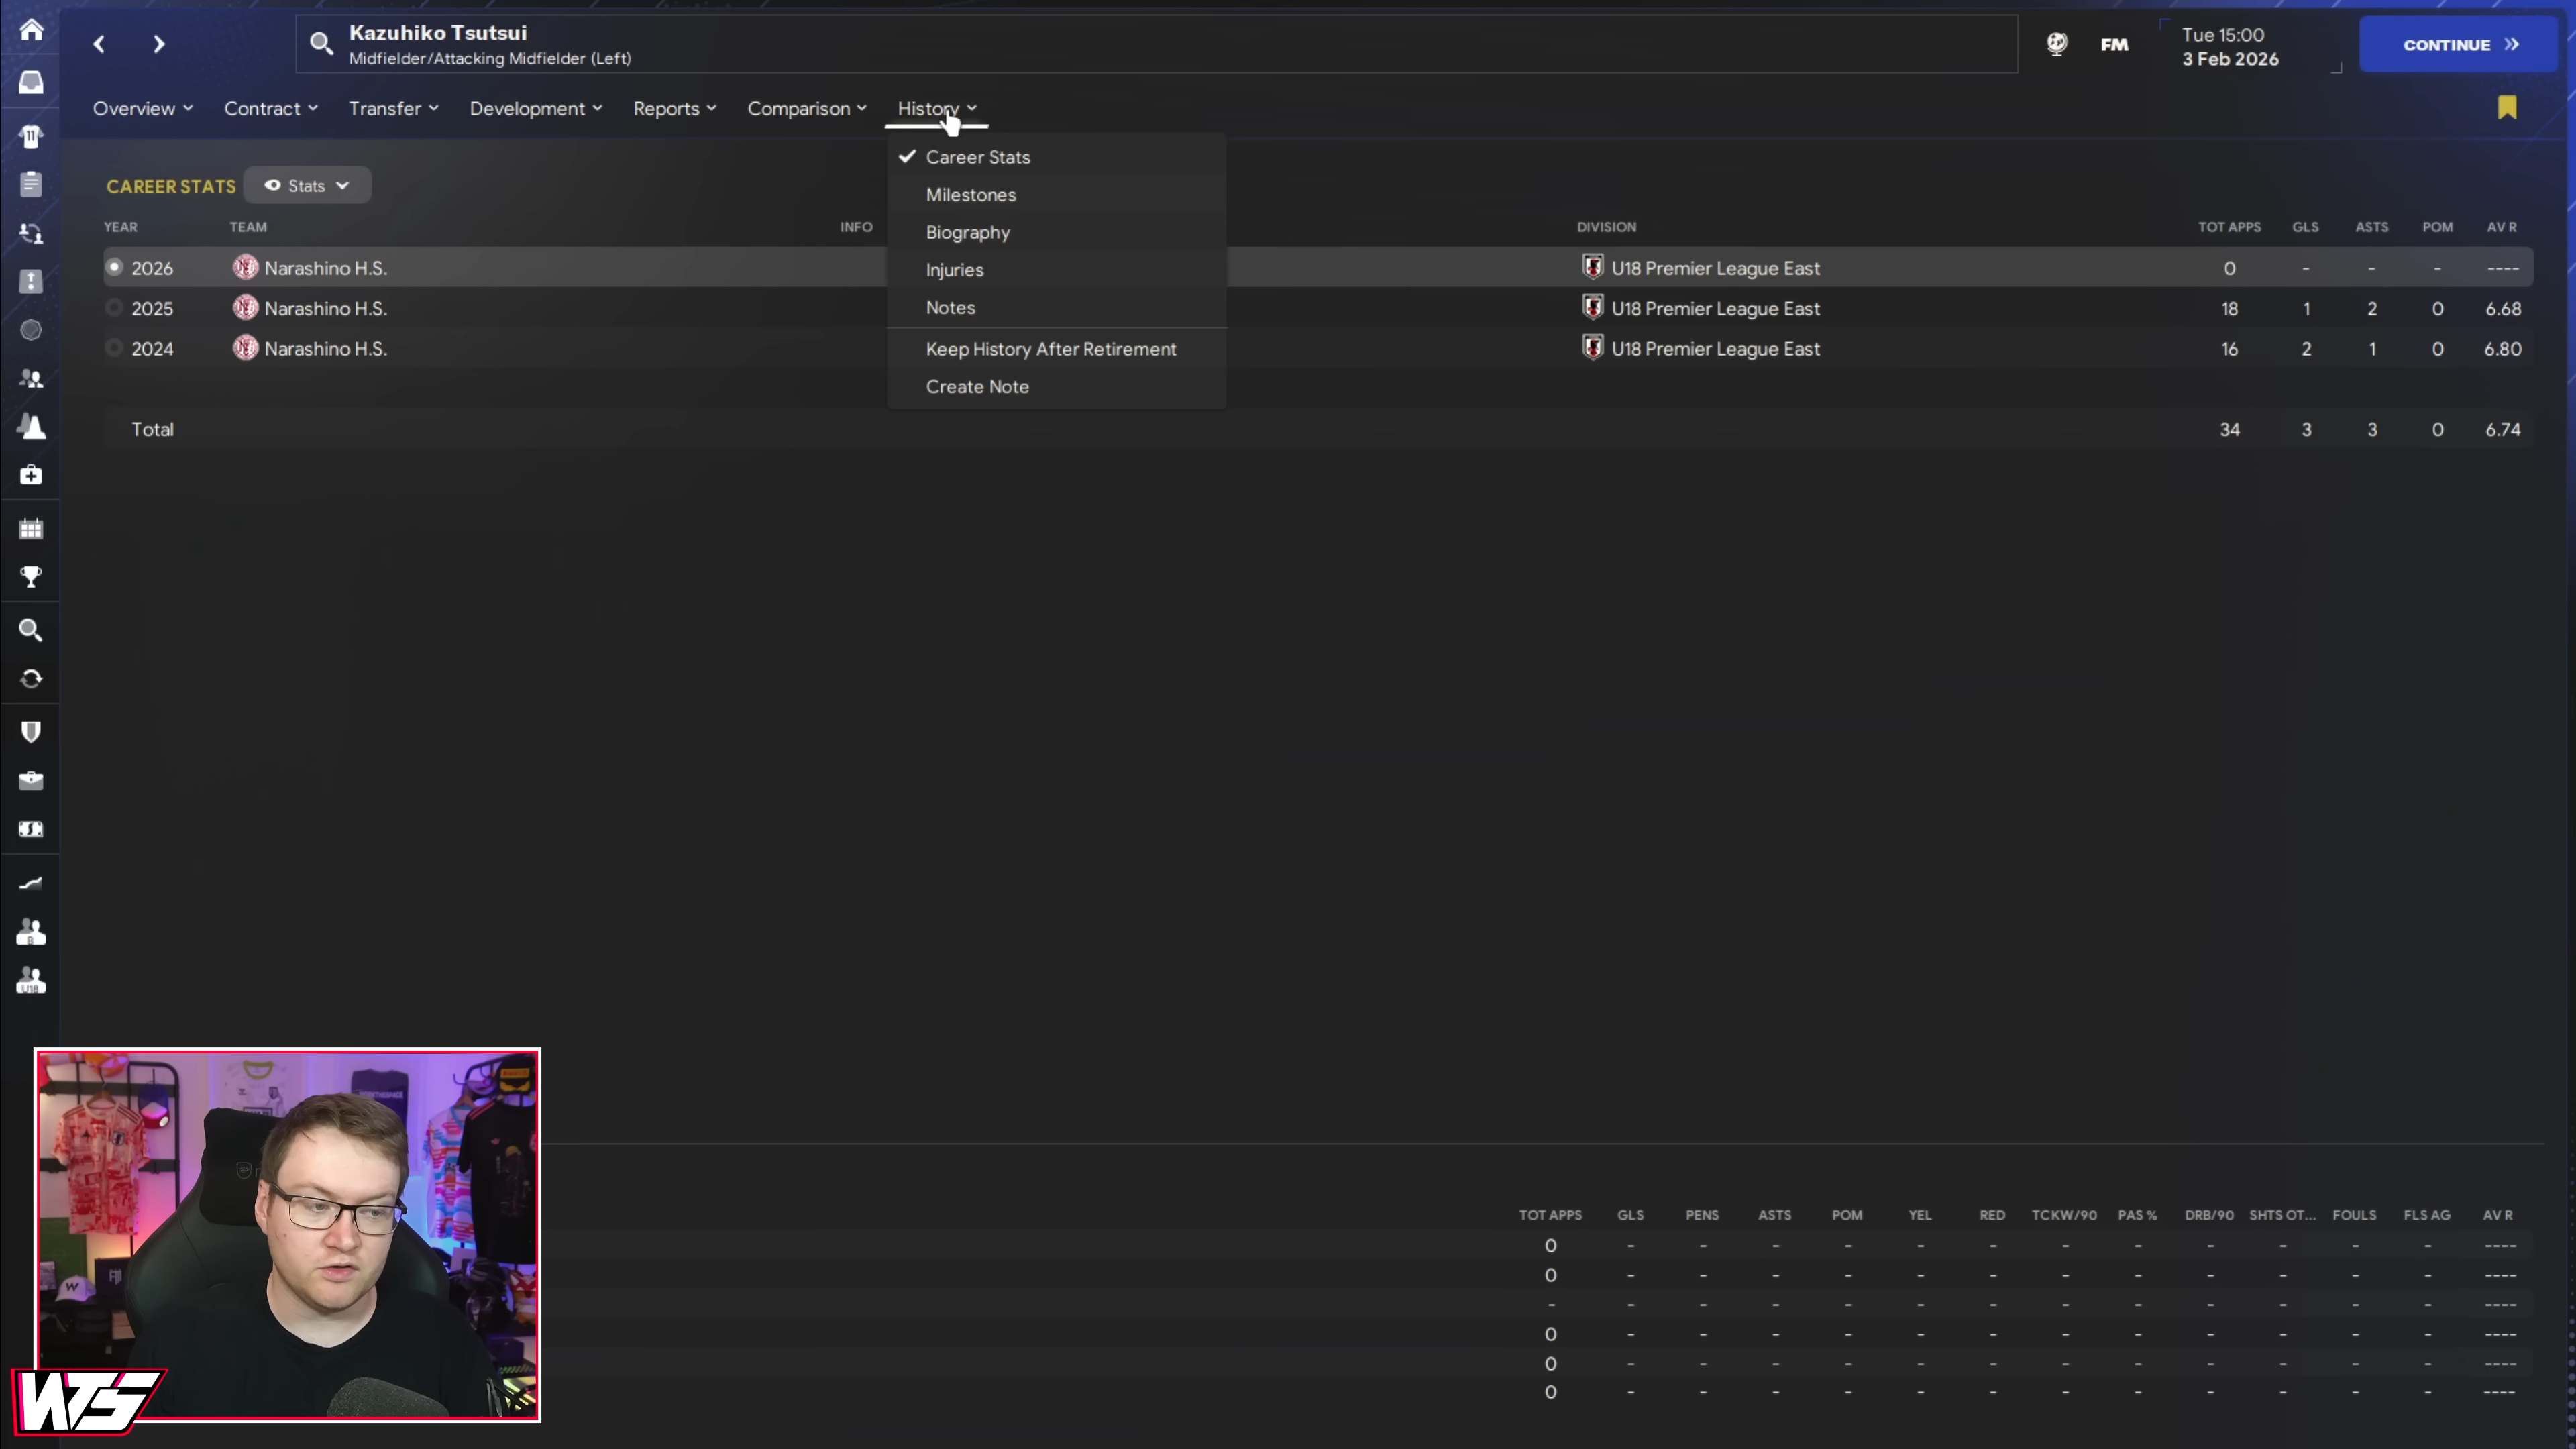 Kazuhiko Tsutsui
Midfielder/Attacking Midfielder (Left)
FM
Tue 15:00
3 Feb 2026
CONTINUE
Overview
Contract
Transfer
Development
Reports
Comparison
History
Career Stats
Milestones
Biography
Injuries
Notes
Keep History After Retirement
Create Note
CAREER STATS
Stats
YEAR TEAM INFO DIVISION TOT APPS GLS ASTS POM AV R
2026 Narashino H.S. U18 Premier League East 0 - - - ----
2025 Narashino H.S. U18 Premier League East 18 1 2 0 6.68
2024 Narashino H.S. U18 Premier League East 16 2 1 0 6.80
Total 34 3 3 0 6.74
11
B
U18
TOT APPS GLS PENS ASTS POM YEL RED TCKW/90 PAS % DRB/90 SHTS OT... FOULS FLS AG AV R
0 - - - - - - - - - - - - ----
0 - - - - - - - - - - - - ----
- - - - - - - - - - - - - ----
0 - - - - - - - - - - - - ----
0 - - - - - - - - - - - - ----
0 - - - - - - - - - - - - ----
W
WTS